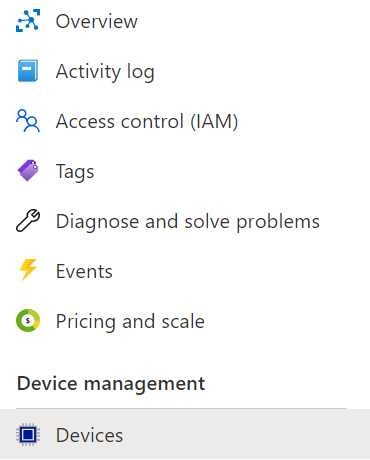 Overview
Activity log
Access control (IAM)
Tags
Diagnose and solve problems
Events
Pricing and scale
Device management
Devices